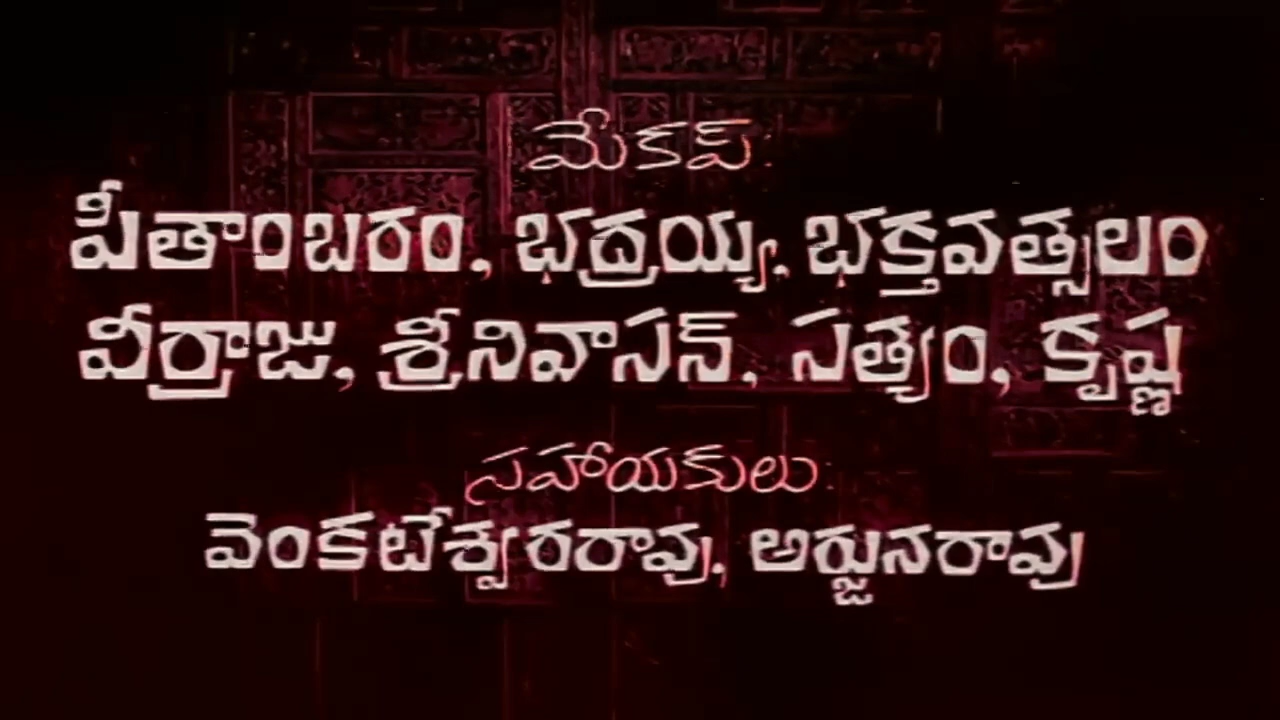 మేకప్:
పీతాంబరం, భద్రయ్య, భక్తవత్సలం
వీర్రాజు, శ్రీనివాసన్, సత్యం, కృష్ణ
సహాయకులు:
వెంకటేశ్వరరావు, అర్జునరావు